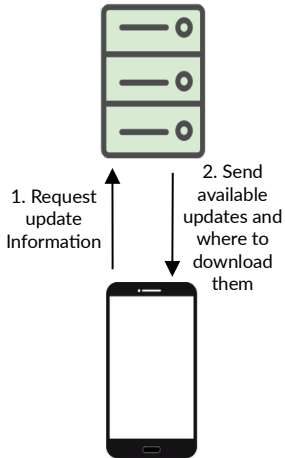 1. Request
update
Information
2. Send
available
updates and
where to
download
them